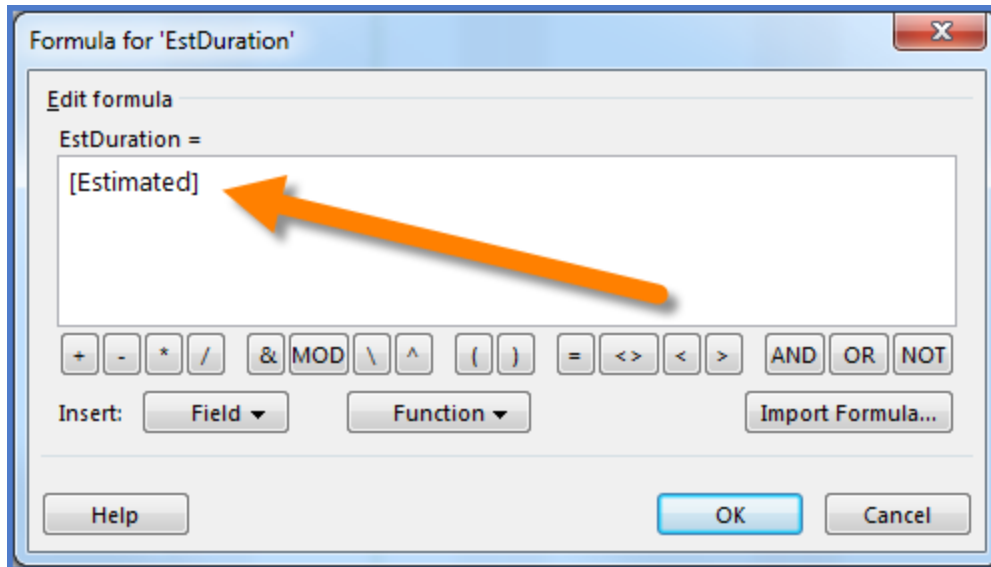 Formula for 'EstDuration'
X
Edit formula
EstDuration =
[Estimated]
+ - * / & MOD \ ^ ( ) = <> < > AND OR NOT
Insert: Field Function Import Formula...
Help OK Cancel